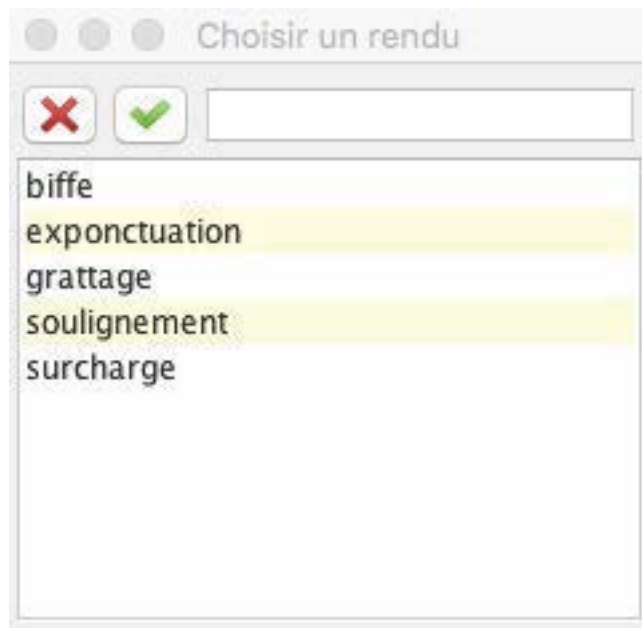 Choisir un rendu
biffe
exponctuation
grattage
soulignement
surcharge